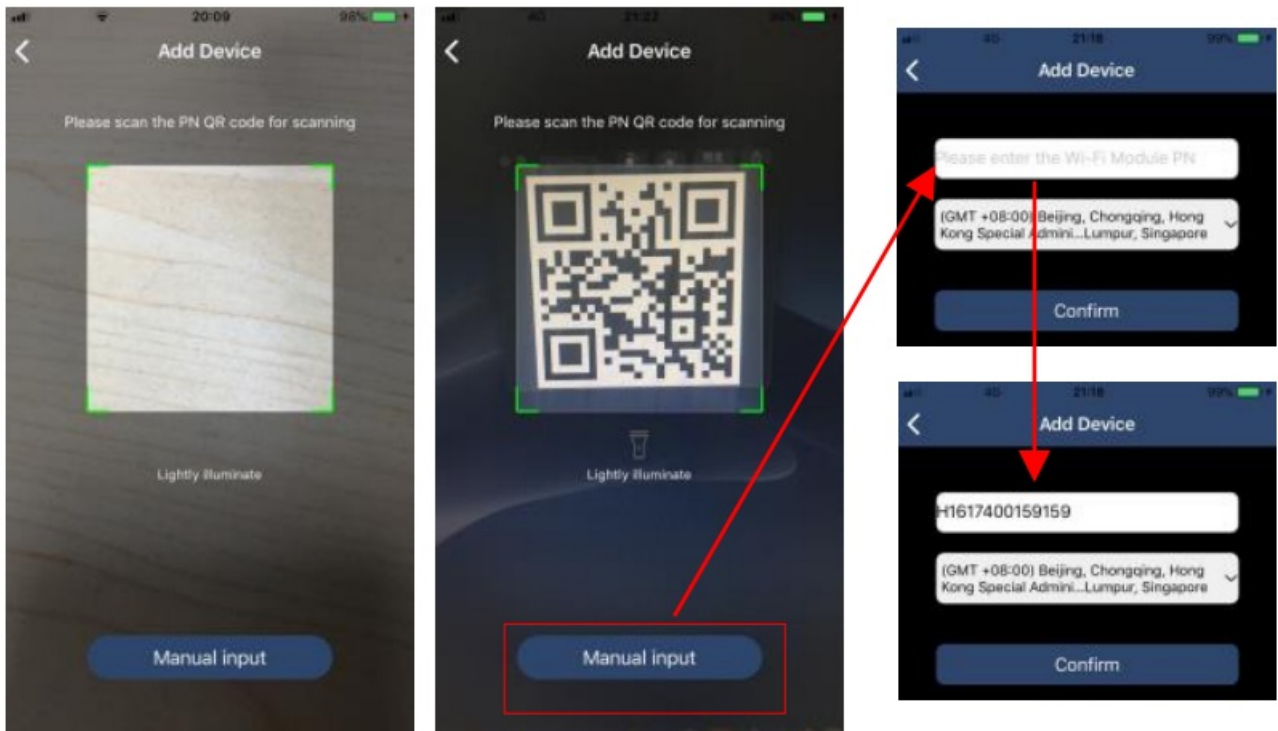 20:09
98%
Add Device
Please scan the PN QR code for scanning
Lightly illuminate
Manual input
4G
21:22
Add Device
Please scan the PN QR code for scanning
Lightly illuminate
Manual input
4G
21:18
99%
Add Device
Please enter the Wi-Fi Module PN
(GMT +08:00) Beijing, Chongqing, Hong
Kong Special Admini...Lumpur, Singapore
Confirm
4G
21:18
99%
Add Device
H1617400159159
(GMT +08:00) Beijing, Chongqing, Hong
Kong Special Admini...Lumpur, Singapore
Confirm